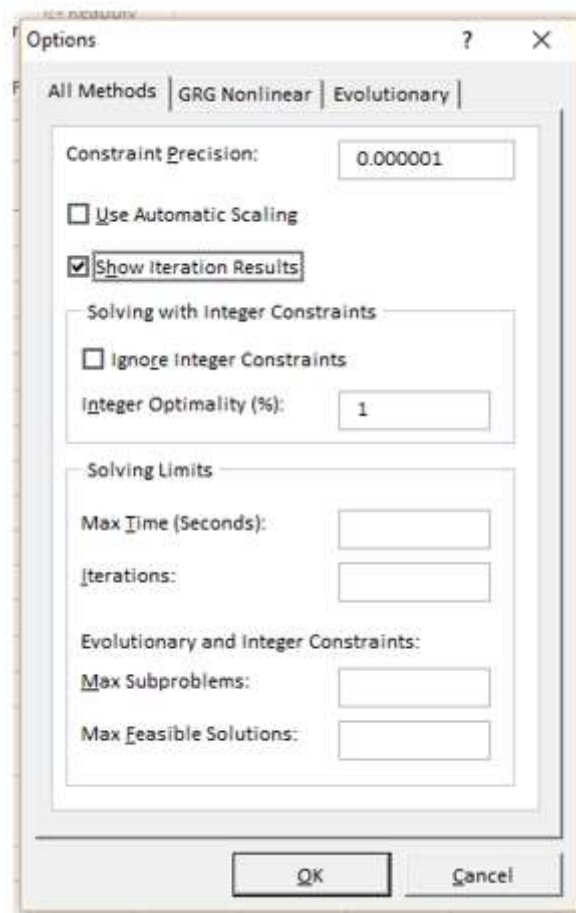 Reapply
Options ?
All Methods GRG Nonlinear Evolutionary
Constraint Precision: 0.000001
Use Automatic Scaling
Show Iteration Results
Solving with Integer Constraints
Ignore Integer Constraints
Integer Optimality (%): 1
Solving Limits
Max Time (Seconds):
Iterations:
Evolutionary and Integer Constraints:
Max Subproblems:
Max Feasible Solutions:
OK Cancel